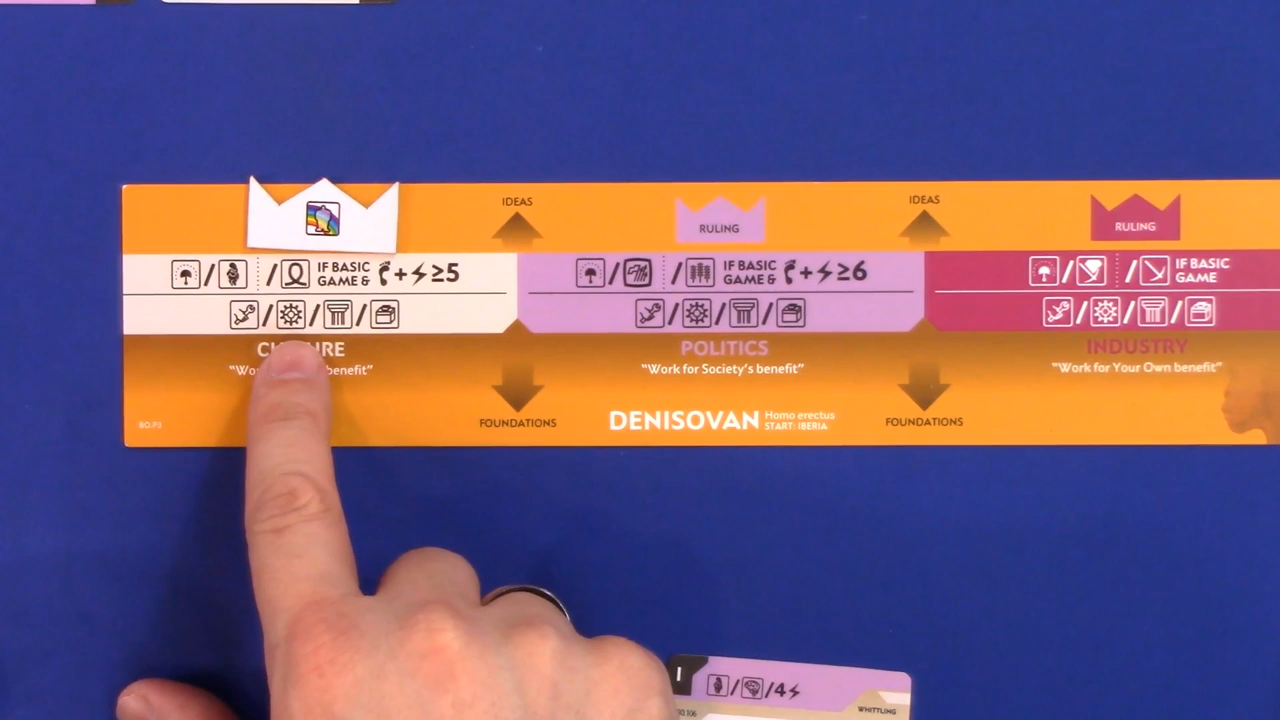 IDEAS
RULING
IDEAS
RULING
/ / IF BASIC GAME & + ≥5
/ / IF BASIC GAME & + ≥6
/ / IF BASIC GAME
POLITICS
INDUSTRY
benefit"
"Work for Society's benefit"
"Work for Your Own benefit"
FOUNDATIONS
DENISOVAN
Homo erectus
START: IBERIA
FOUNDATIONS
I
/ /4
WHITTLING